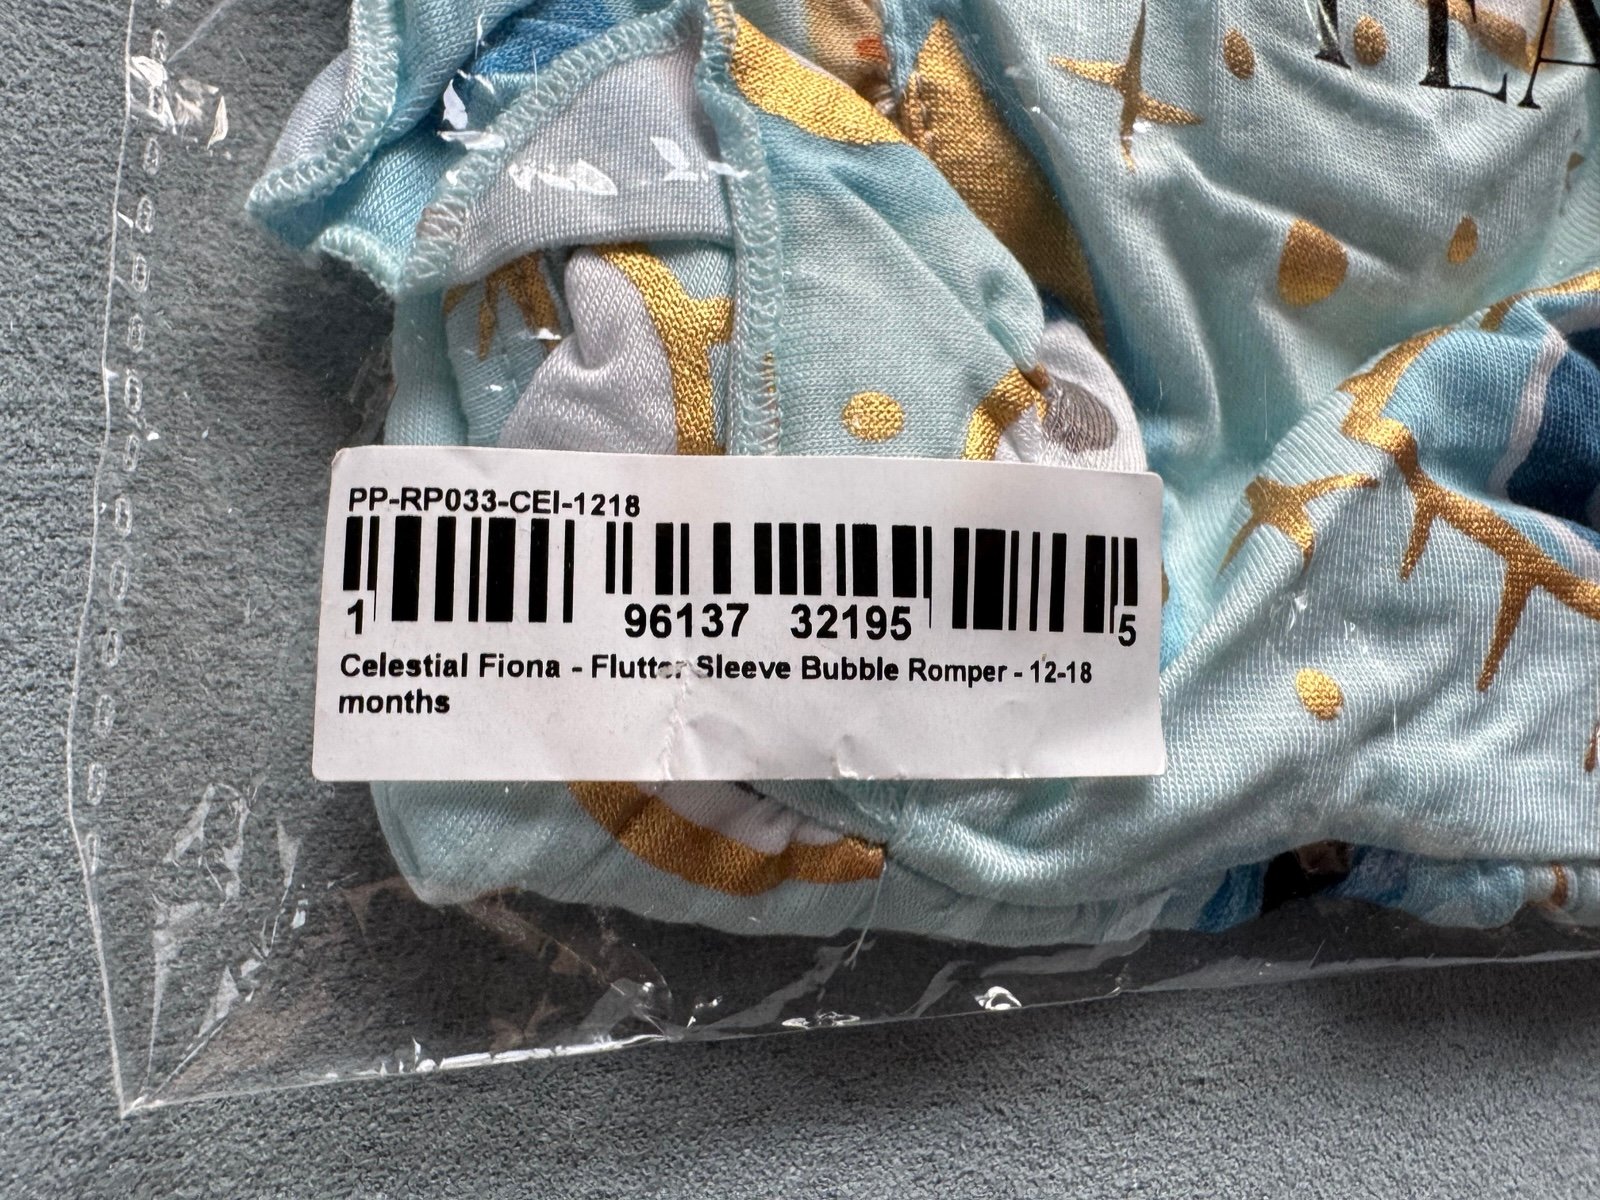 PP-RP033-CEI-1218
1 96137 32195 5
Celestial Fiona - Flutter Sleeve Bubble Romper - 12-18
months